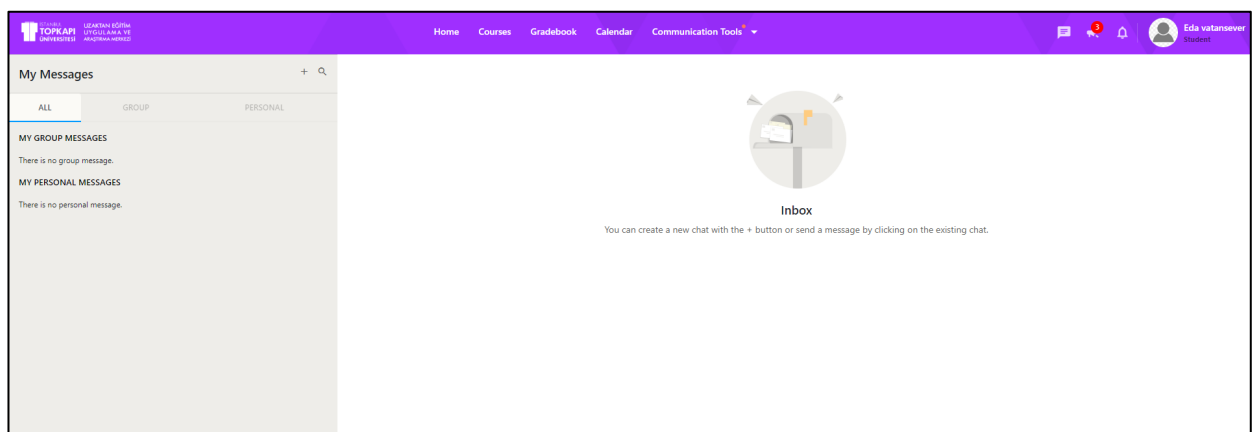 İSTANBUL
TOPKAPI
ÜNİVERSİTESİ
UZAKTAN EĞİTİM
UYGULAMA VE
ARAŞTIRMA MERKEZİ
Home Courses Gradebook Calendar Communication Tools
3
Eda vatansever
Student
My Messages
ALL GROUP PERSONAL
MY GROUP MESSAGES
There is no group message.
MY PERSONAL MESSAGES
There is no personal message.
Inbox
You can create a new chat with the + button or send a message by clicking on the existing chat.